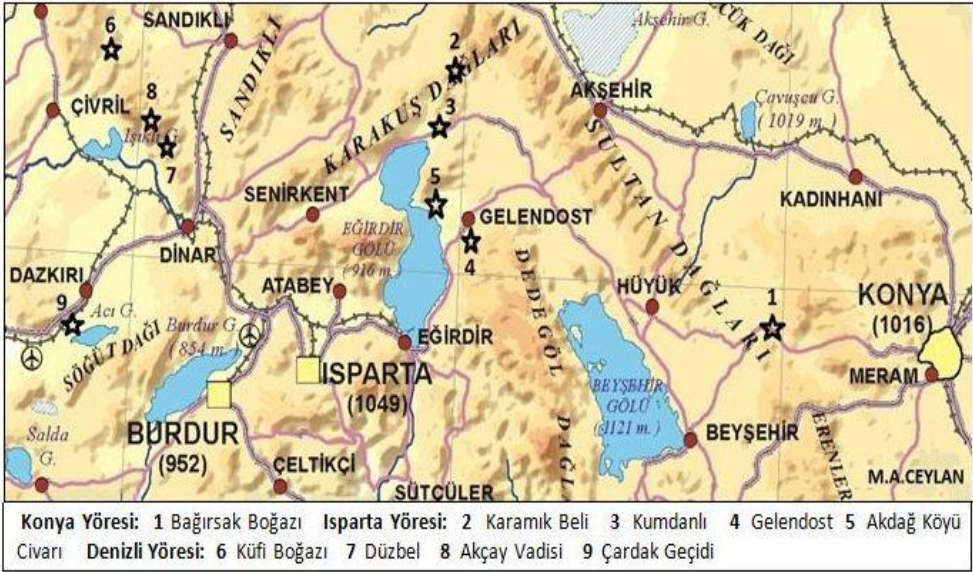 6
SANDIKLI
2
Akşehir G.
KARAKUŞ DAĞLARI
SANDIKLI
8
ÇİVRİL
Işıklı G.
7
3
AKŞEHİR
Çavuşcu G.
(1019 m.)
SULTAN DAĞLARI
KADINHANI
SENİRKENT
5
GELENDOST
EĞİRDİR
GÖLÜ
(916 m.)
4
DİNAR
DAZKIRI
9
Acı G.
ATABEY
DEDEGÖL
DAĞL
HÜYÜK
1
KONYA
(1016)
SÖĞÜT DAĞI
Burdur G.
(854 m.)
EĞİRDİR
ISPARTA
(1049)
MERAM
BEYŞEHİR
GÖLÜ
(1121 m.)
BURDUR
(952)
Salda
G.
ÇELTİKÇİ
BEYŞEHİR
ERENLER
SÜTÇÜLER
M.A.CEYLAN
Konya Yöresi: 1 Bağırsak Boğazı Isparta Yöresi: 2 Karamık Beli 3 Kumdanlı 4 Gelendost 5 Akdağ Köyü
Civarı Denizli Yöresi: 6 Küfi Boğazı 7 Düzbel 8 Akçay Vadisi 9 Çardak Geçidi